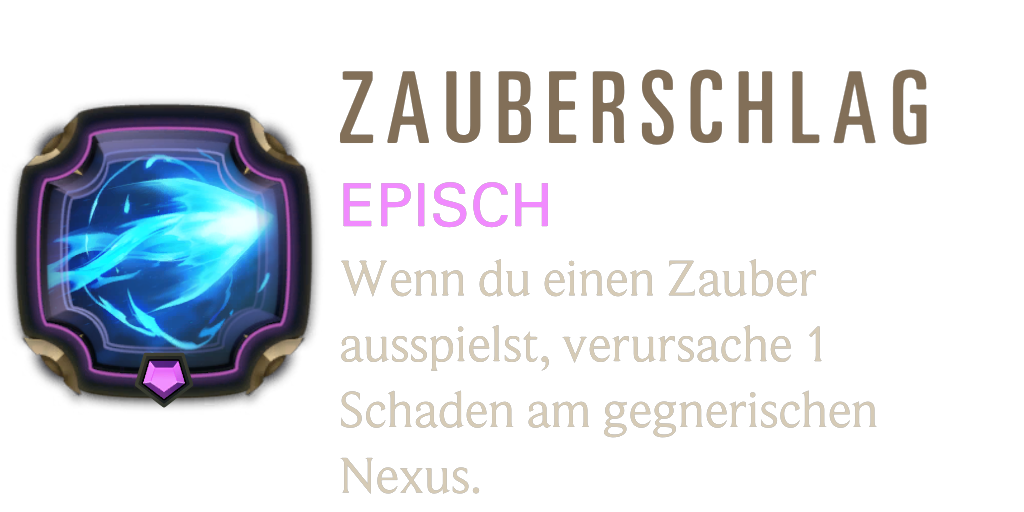 ZAUBERSCHLAG
EPISCH
Wenn du einen Zauber
ausspielst, verursache 1
Schaden am gegnerischen
Nexus.